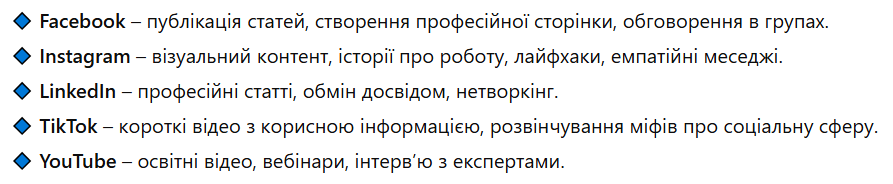 🔹 Facebook – публікація статей, створення професійної сторінки, обговорення в групах.
🔹 Instagram – візуальний контент, історії про роботу, лайфхаки, емпатійні меседжі.
🔹 LinkedIn – професійні статті, обмін досвідом, нетворкінг.
🔹 TikTok – короткі відео з корисною інформацією, розвінчування міфів про соціальну сферу.
🔹 YouTube – освітні відео, вебінари, інтерв’ю з експертами.